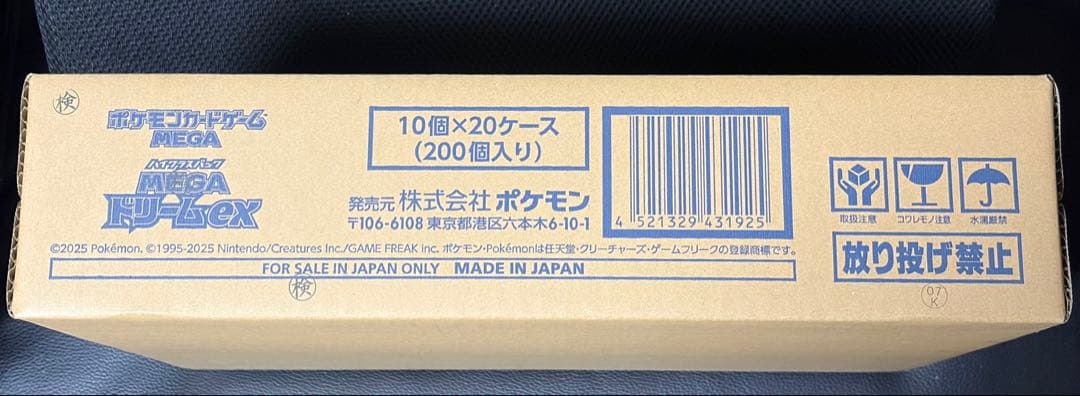 検
ポケモンカードゲーム
MEGA
ハイクラスパック
MEGA
ドリームex
10個×20ケース
(200個入り)
発売元 株式会社 ポケモン
〒106-6108 東京都港区六本木6-10-1
4 521329 431925
取扱注意
コワレモノ注意
水濡厳禁
放り投げ禁止
©2025 Pokémon. ©1995-2025 Nintendo/Creatures Inc./GAME FREAK inc. ポケモン・Pokémonは任天堂・クリーチャーズ・ゲームフリークの登録商標です。
FOR SALE IN JAPAN ONLY MADE IN JAPAN
検
07
K